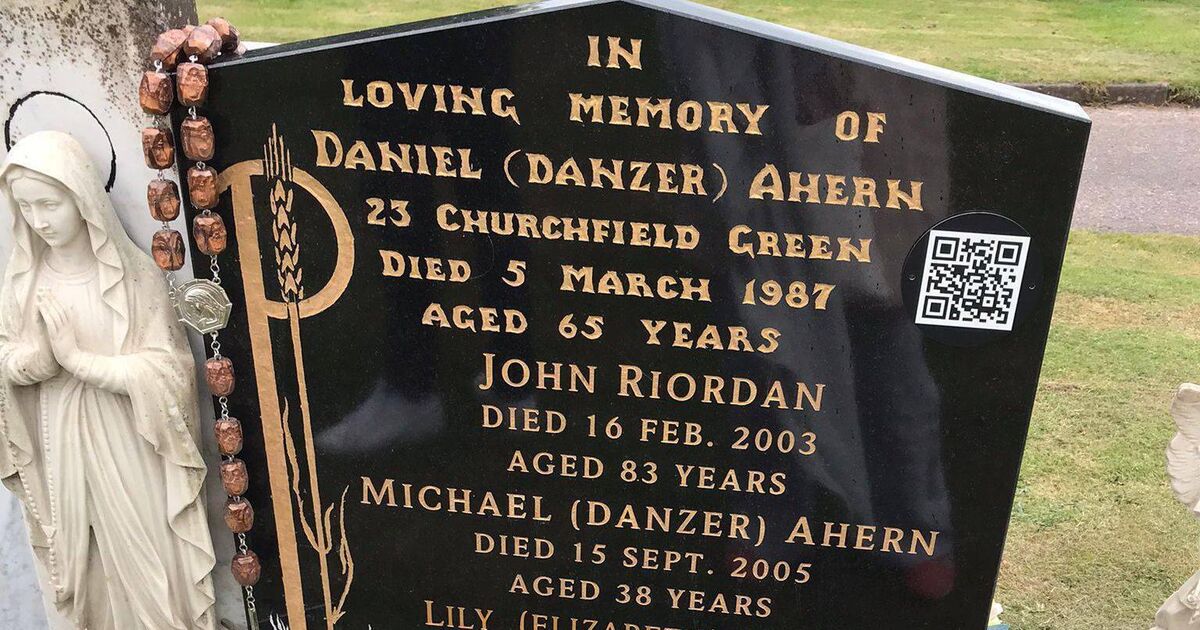 IN
LOVING MEMORY OF
DANIEL (DANZER) AHERN
23 CHURCHFIELD GREEN
DIED 5 MARCH 1987
AGED 65 YEARS
JOHN RIORDAN
DIED 16 FEB. 2003
AGED 83 YEARS
MICHAEL (DANZER) AHERN
DIED 15 SEPT. 2005
AGED 38 YEARS
LILY